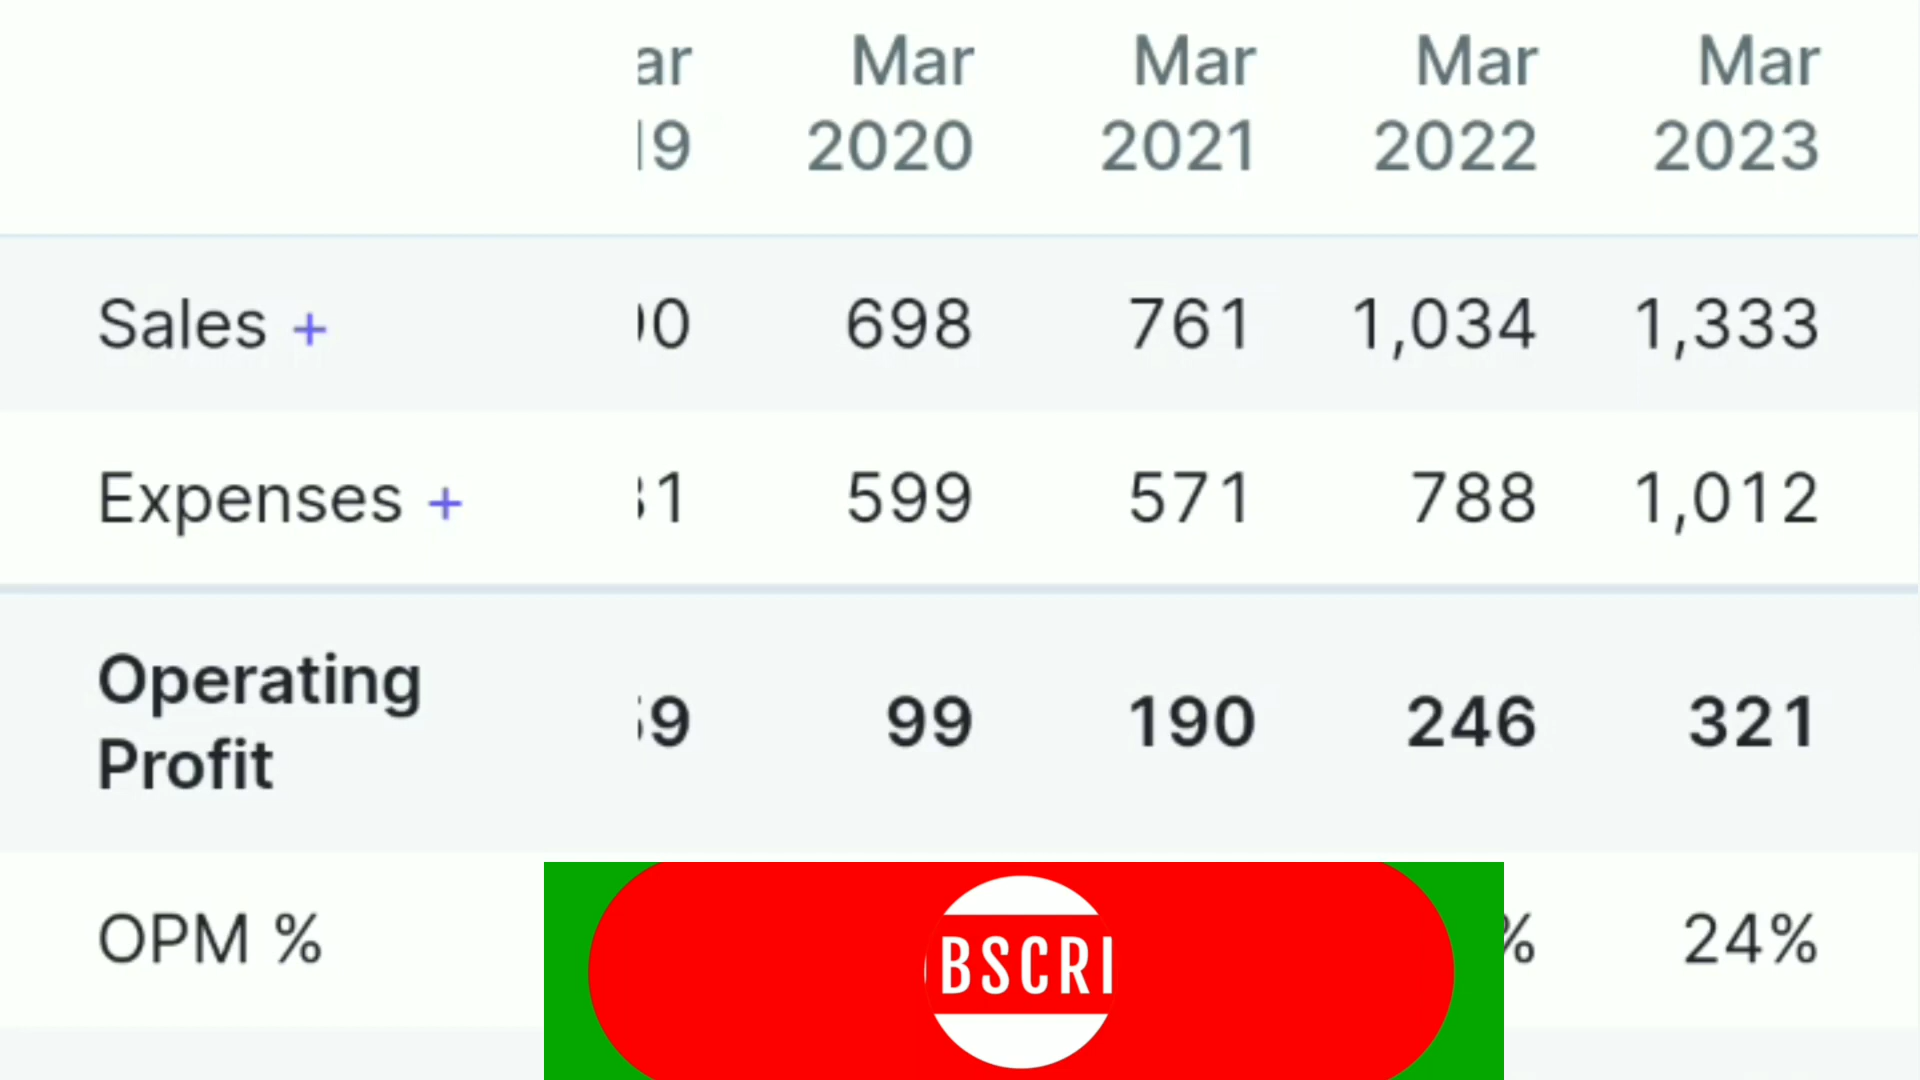 Mar Mar Mar Mar
19 2020 2021 2022 2023
Sales + 698 761 1,034 1,333
Expenses + 599 571 788 1,012
Operating
Profit 99 190 246 321
OPM % % 24%
BSCRI